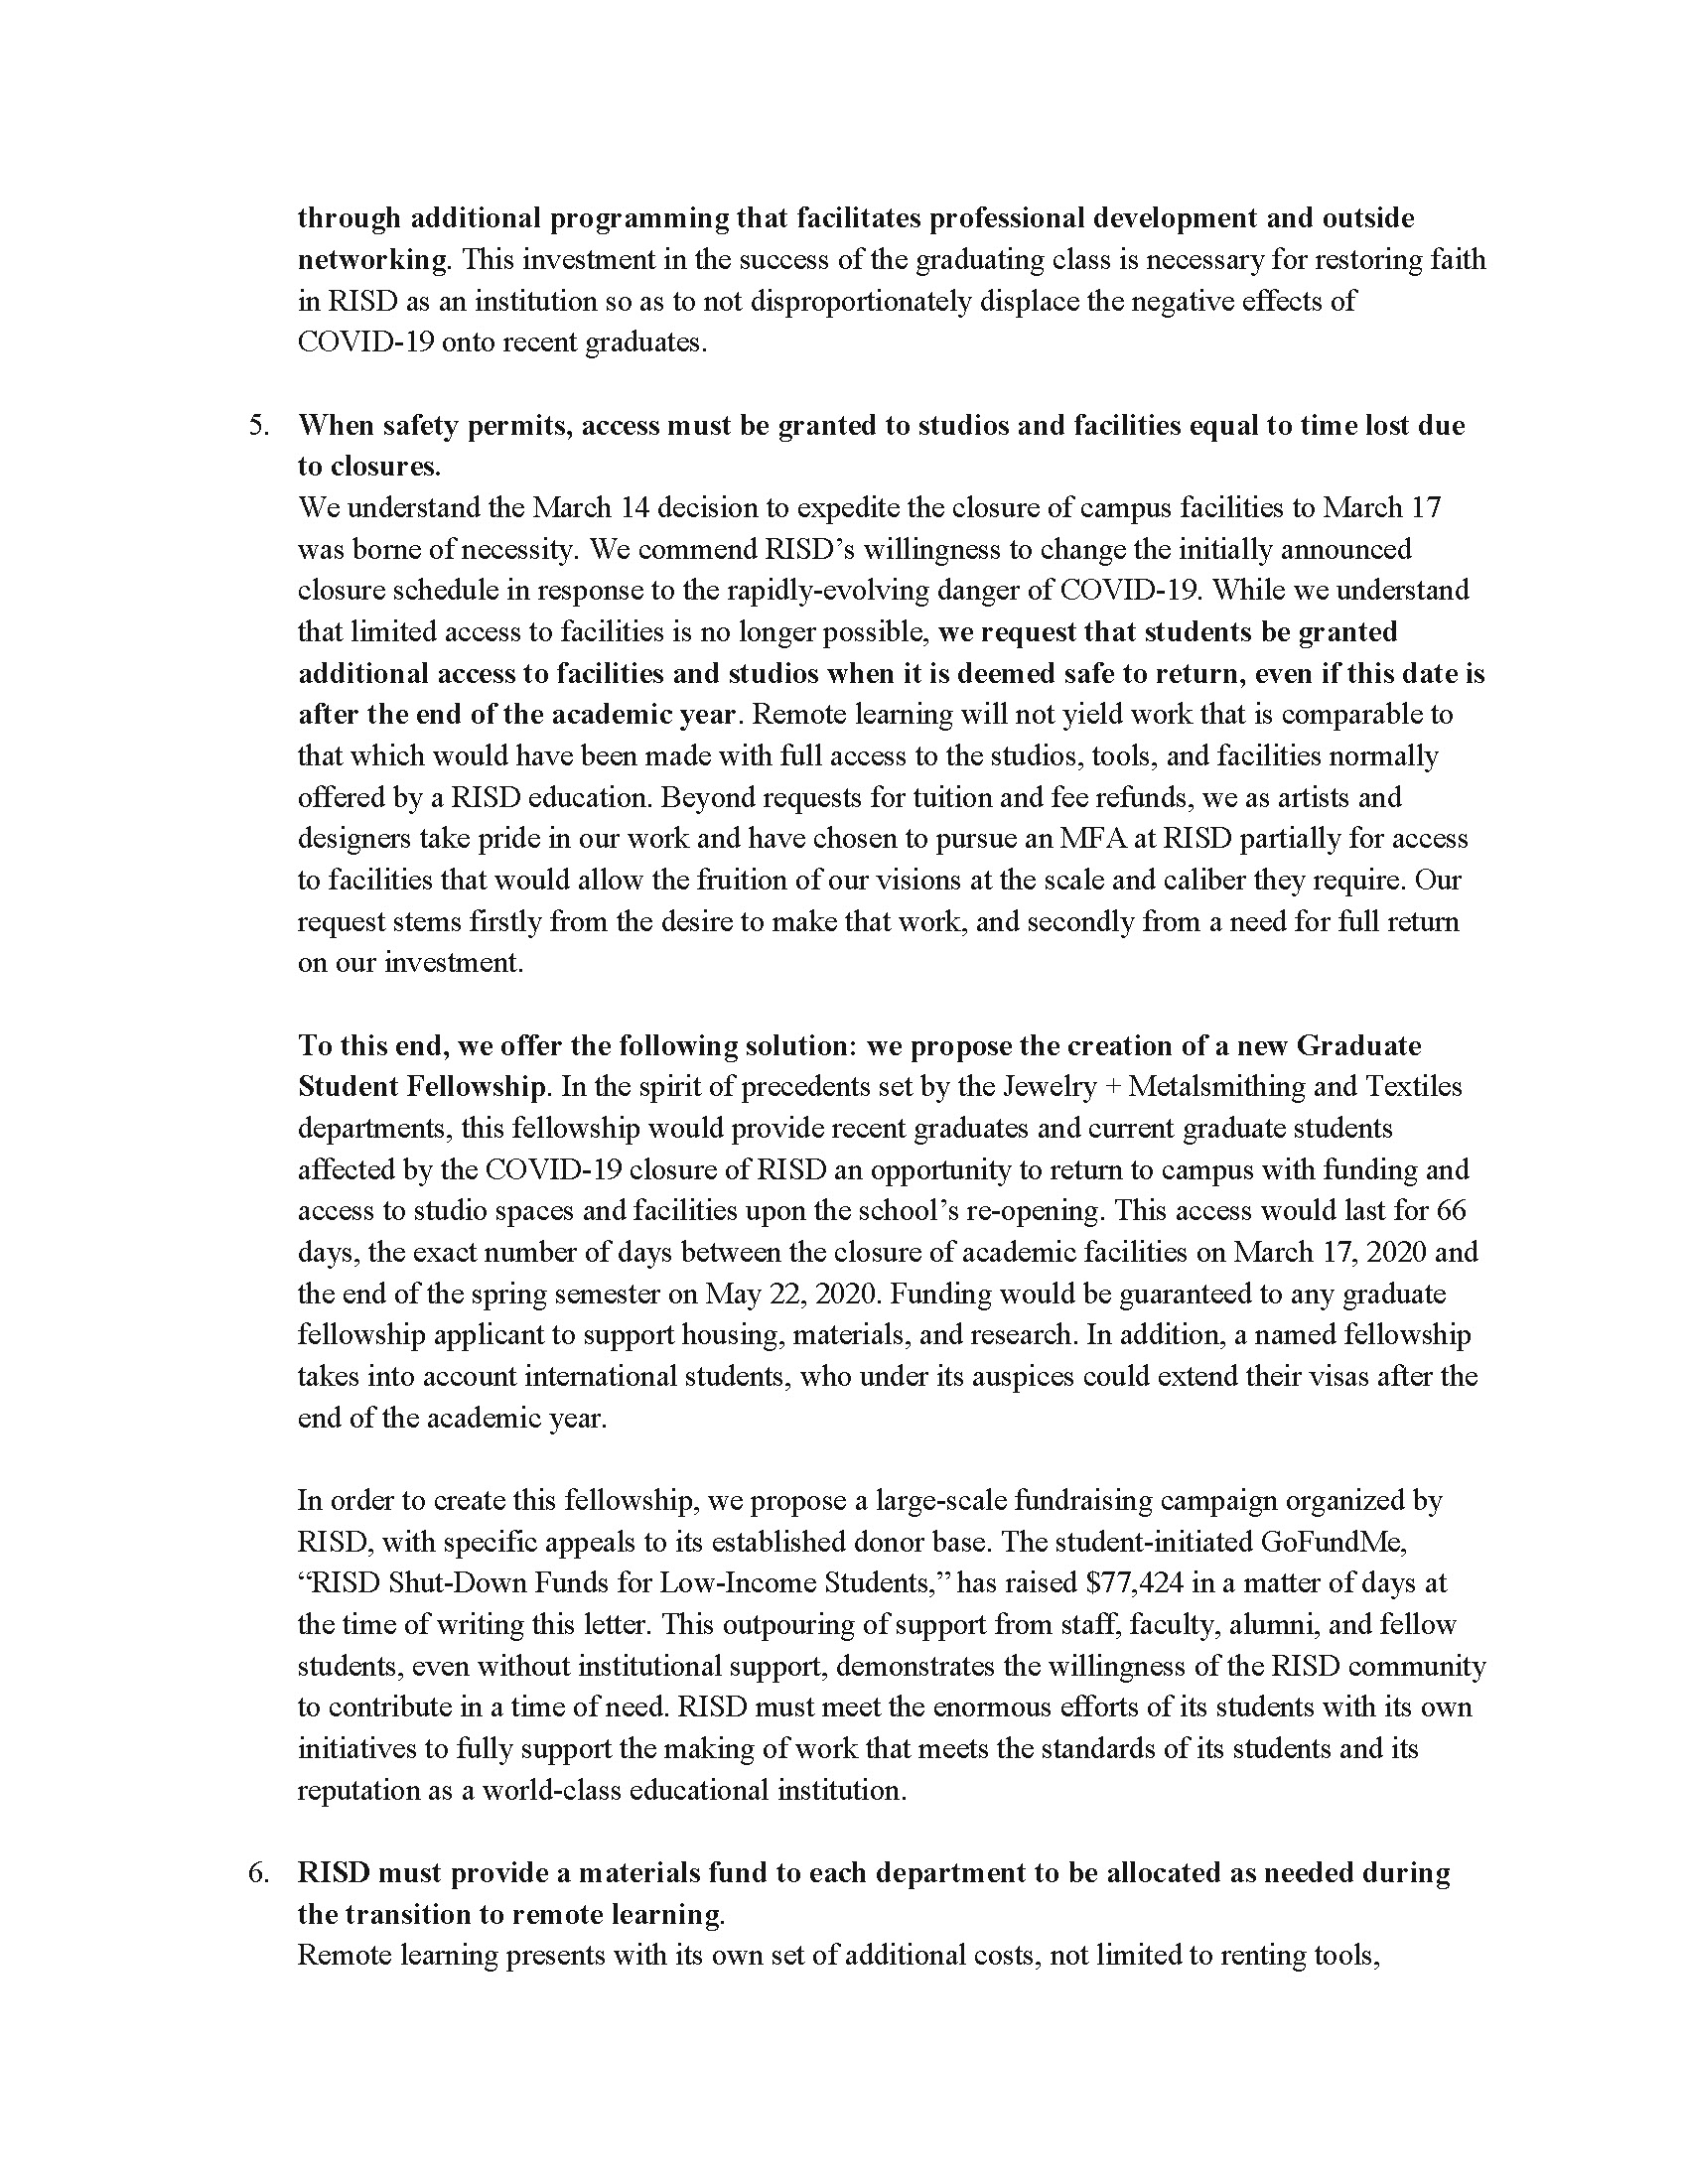 through additional programming that facilitates professional development and outside
networking. This investment in the success of the graduating class is necessary for restoring faith
in RISD as an institution so as to not disproportionately displace the negative effects of
COVID-19 onto recent graduates.
5. When safety permits, access must be granted to studios and facilities equal to time lost due
to closures.
We understand the March 14 decision to expedite the closure of campus facilities to March 17
was borne of necessity. We commend RISD’s willingness to change the initially announced
closure schedule in response to the rapidly-evolving danger of COVID-19. While we understand
that limited access to facilities is no longer possible, we request that students be granted
additional access to facilities and studios when it is deemed safe to return, even if this date is
after the end of the academic year. Remote learning will not yield work that is comparable to
that which would have been made with full access to the studios, tools, and facilities normally
offered by a RISD education. Beyond requests for tuition and fee refunds, we as artists and
designers take pride in our work and have chosen to pursue an MFA at RISD partially for access
to facilities that would allow the fruition of our visions at the scale and caliber they require. Our
request stems firstly from the desire to make that work, and secondly from a need for full return
on our investment.
To this end, we offer the following solution: we propose the creation of a new Graduate
Student Fellowship. In the spirit of precedents set by the Jewelry + Metalsmithing and Textiles
departments, this fellowship would provide recent graduates and current graduate students
affected by the COVID-19 closure of RISD an opportunity to return to campus with funding and
access to studio spaces and facilities upon the school’s re-opening. This access would last for 66
days, the exact number of days between the closure of academic facilities on March 17, 2020 and
the end of the spring semester on May 22, 2020. Funding would be guaranteed to any graduate
fellowship applicant to support housing, materials, and research. In addition, a named fellowship
takes into account international students, who under its auspices could extend their visas after the
end of the academic year.
In order to create this fellowship, we propose a large-scale fundraising campaign organized by
RISD, with specific appeals to its established donor base. The student-initiated GoFundMe,
“RISD Shut-Down Funds for Low-Income Students,” has raised $77,424 in a matter of days at
the time of writing this letter. This outpouring of support from staff, faculty, alumni, and fellow
students, even without institutional support, demonstrates the willingness of the RISD community
to contribute in a time of need. RISD must meet the enormous efforts of its students with its own
initiatives to fully support the making of work that meets the standards of its students and its
reputation as a world-class educational institution.
6. RISD must provide a materials fund to each department to be allocated as needed during
the transition to remote learning.
Remote learning presents with its own set of additional costs, not limited to renting tools,